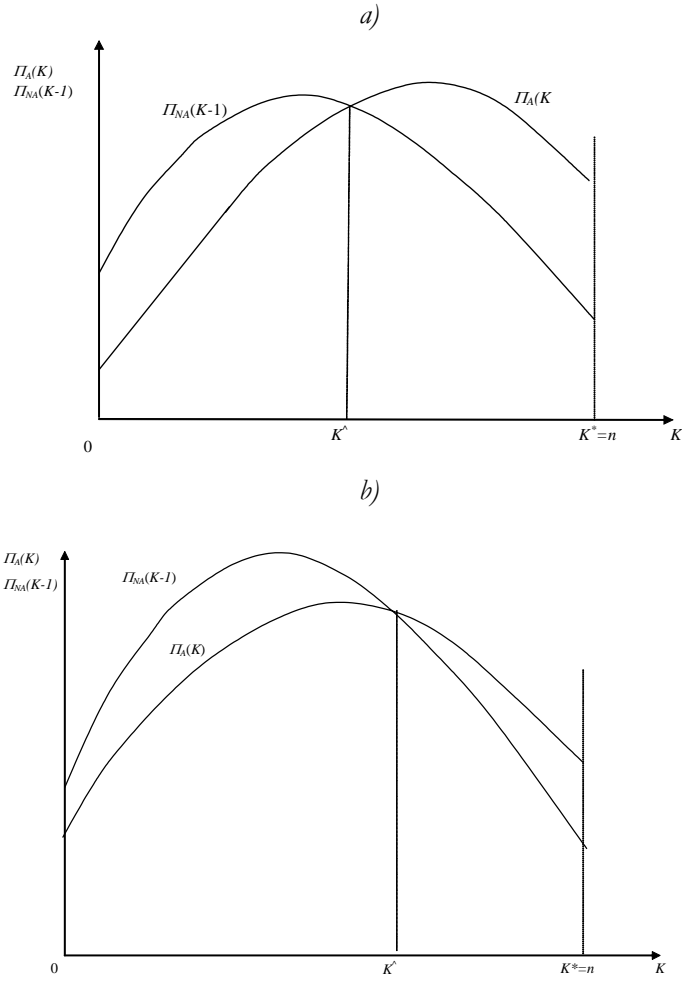 a)
Π_A(K)
Π_NA(K-1)
Π_NA(K-1)
Π_A(K
0
K^
K*=n
K
b)
Π_A(K)
Π_NA(K-1)
Π_NA(K-1)
Π_A(K)
0
K^
K*=n
K